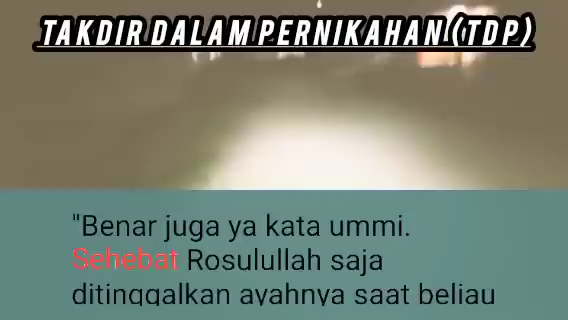 TAKDIR DALAM PERNIKAHAN (TDP)
"Benar juga ya kata ummi.
Sehebat Rosulullah saja
ditinggalkan ayahnya saat beliau